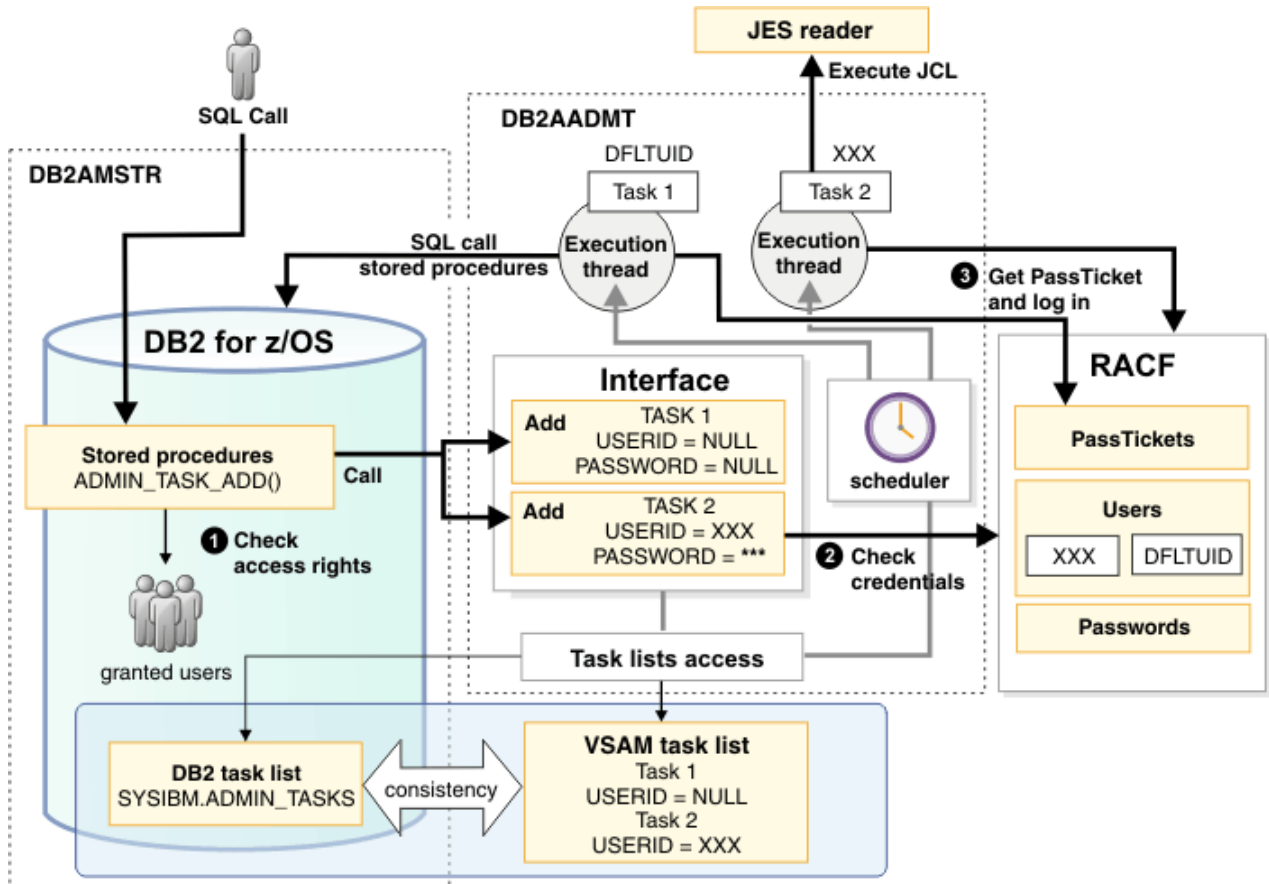 JES reader
Execute JCL
SQL Call
DB2AADMT
DB2AMSTR
DFLTUID
XXX
Task 1
Task 2
Execution
thread
Execution
thread
SQL call
stored procedures
3 Get PassTicket
and log in
DB2 for z/OS
Interface
RACF
Add
TASK 1
USERID = NULL
PASSWORD = NULL
PassTickets
Stored procedures
ADMIN_TASK_ADD()
Call
scheduler
Add
TASK 2
USERID = XXX
PASSWORD = ***
Users
XXX
DFLTUID
1 Check
access rights
2 Check
credentials
Passwords
granted users
Task lists access
DB2 task list
SYSIBM.ADMIN_TASKS
consistency
VSAM task list
Task 1
USERID = NULL
Task 2
USERID = XXX